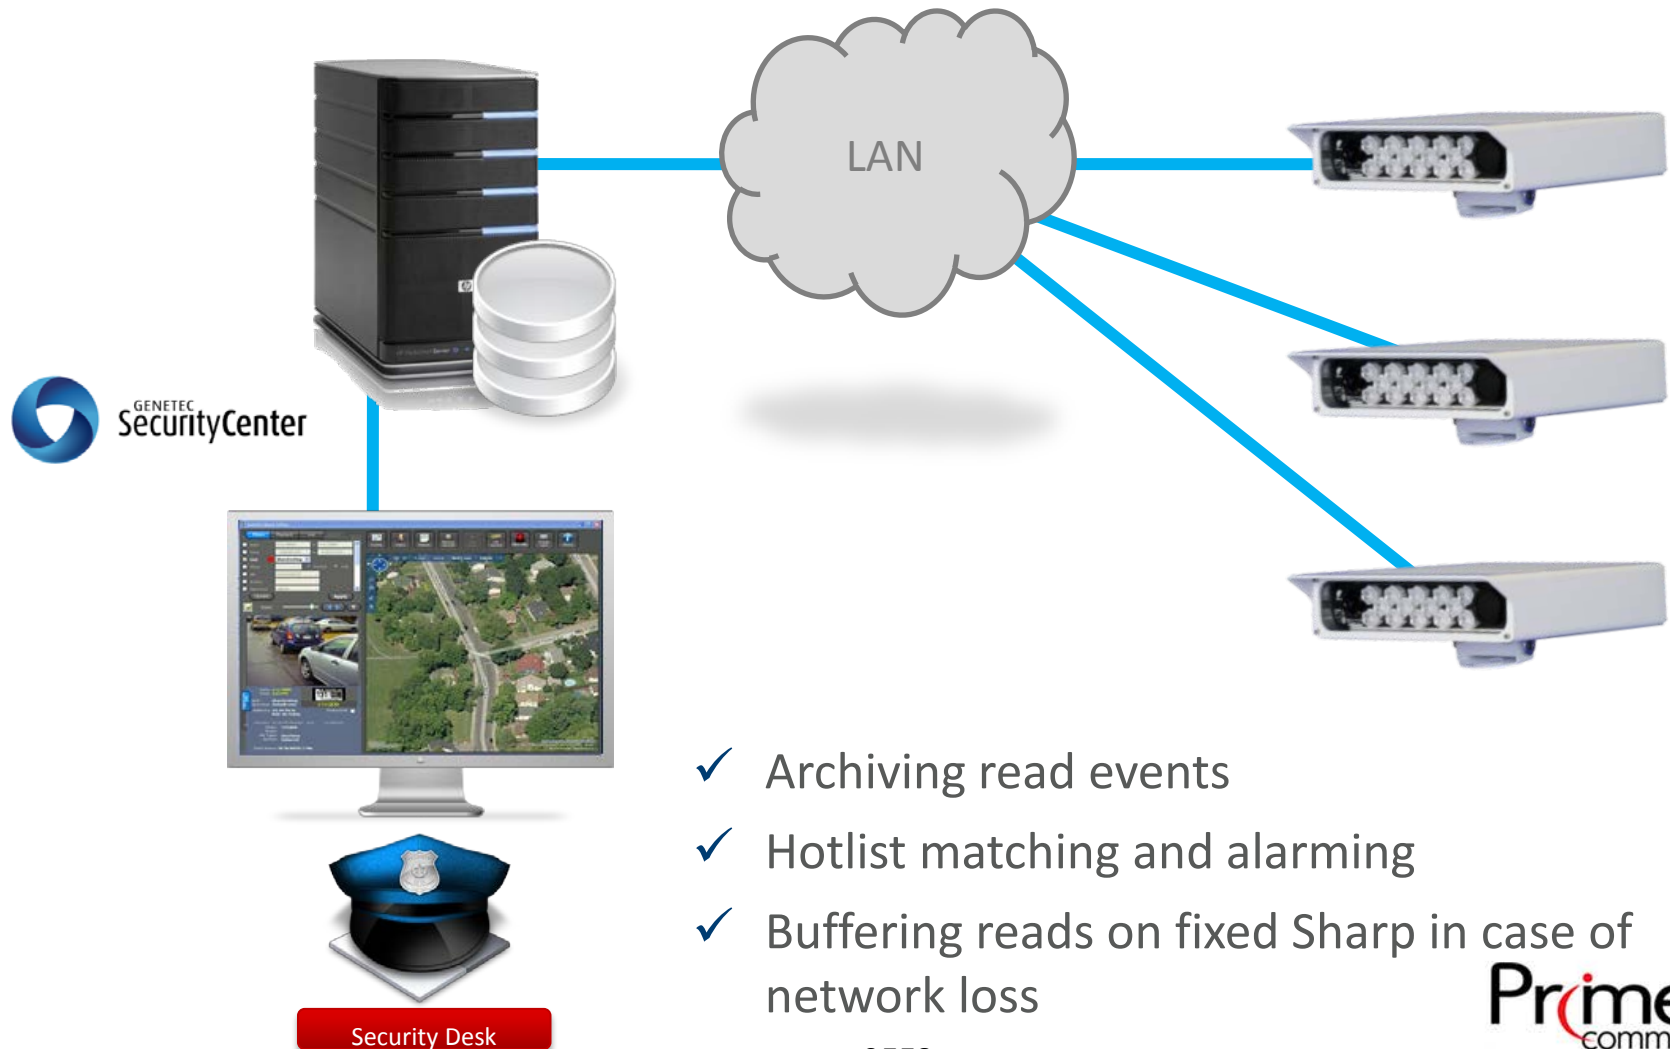 LAN
GENETEC
SecurityCenter
✓ Archiving read events
✓ Hotlist matching and alarming
✓ Buffering reads on fixed Sharp in case of
network loss
Security Desk
Prime
comm